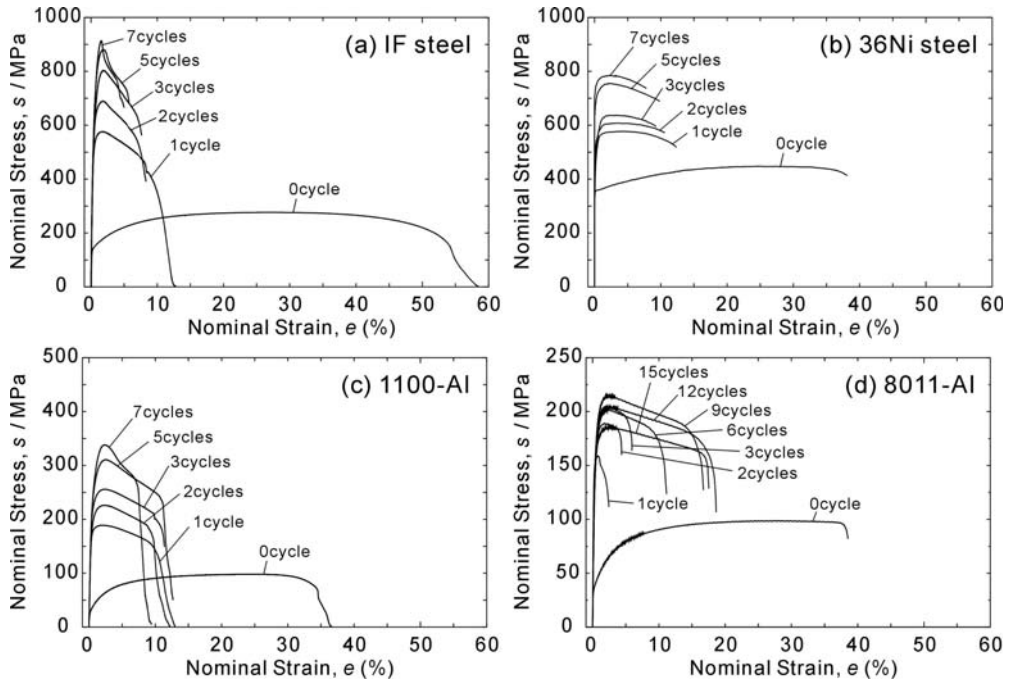 1000
800
600
400
200
0
Nominal Stress, s / MPa
(a) IF steel
7cycles
5cycles
3cycles
2cycles
1cycle
0cycle
0 10 20 30 40 50 60
Nominal Strain, e (%)
1000
800
600
400
200
0
Nominal Stress, s / MPa
(b) 36Ni steel
7cycles
5cycles
3cycles
2cycles
1cycle
0cycle
0 10 20 30 40 50 60
Nominal Strain, e (%)
500
400
300
200
100
0
Nominal Stress, s / MPa
(c) 1100-Al
7cycles
5cycles
3cycles
2cycles
1cycle
0cycle
0 10 20 30 40 50 60
Nominal Strain, e (%)
250
200
150
100
50
0
Nominal Stress, s / MPa
(d) 8011-Al
15cycles
12cycles
9cycles
6cycles
3cycles
2cycles
1cycle
0cycle
0 10 20 30 40 50 60
Nominal Strain, e (%)